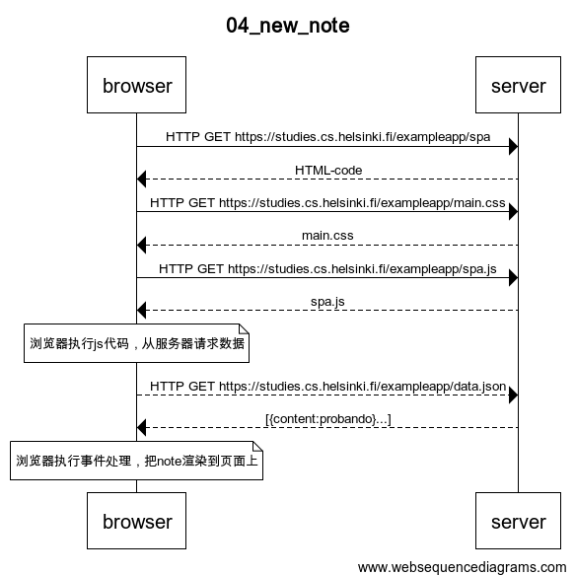 04_new_note
browser
server
HTTP GET https://studies.cs.helsinki.fi/exampleapp/spa
HTML-code
HTTP GET https://studies.cs.helsinki.fi/exampleapp/main.css
main.css
HTTP GET https://studies.cs.helsinki.fi/exampleapp/spa.js
spa.js
浏览器执行js代码，从服务器请求数据
HTTP GET https://studies.cs.helsinki.fi/exampleapp/data.json
[{content:probando}...]
浏览器执行事件处理，把note渲染到页面上
browser
server
www.websequencediagrams.com